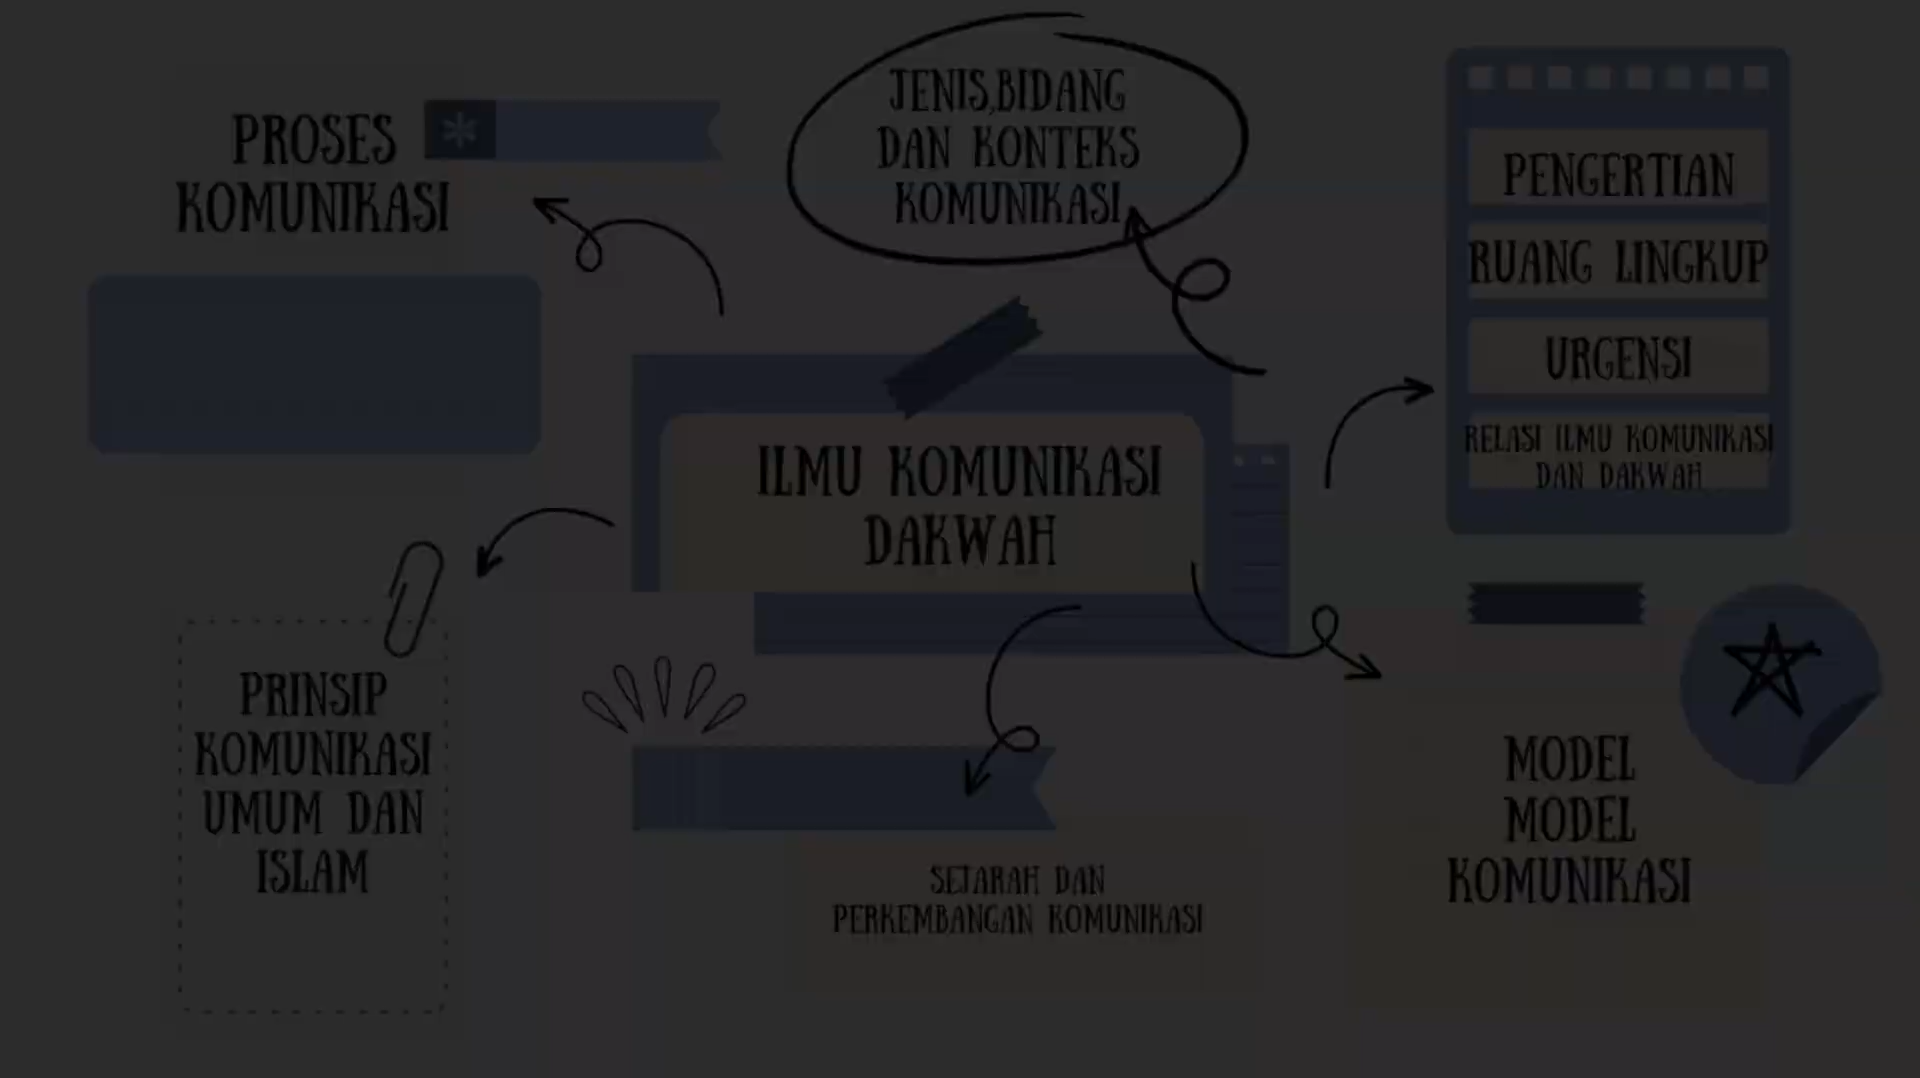 PROSES
KOMUNIKASI
JENIS,BIDANG
DAN KONTEKS
KOMUNIKASI
PENGERTIAN
RUANG LINGKUP
URGENSI
RELASI ILMU KOMUNIKASI
DAN DAKWAH
ILMU KOMUNIKASI
DAKWAH
PRINSIP
KOMUNIKASI
UMUM DAN
ISLAM
SEJARAH DAN
PERKEMBANGAN KOMUNIKASI
MODEL
MODEL
KOMUNIKASI